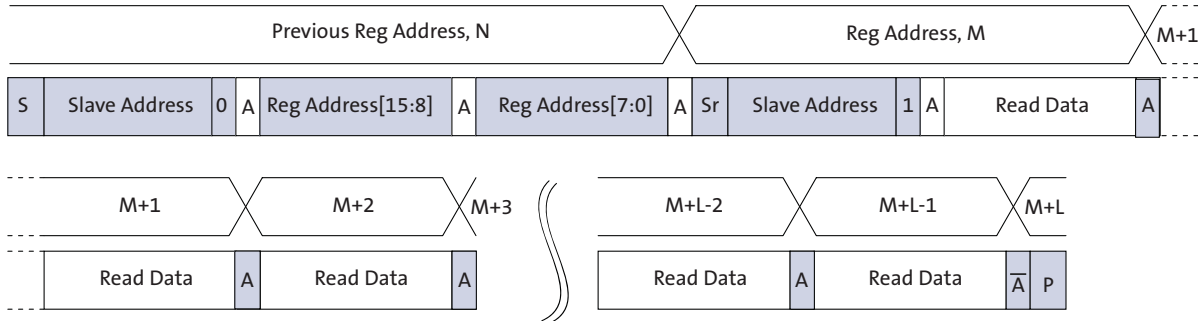 Previous Reg Address, N Reg Address, M M+1
S Slave Address 0 A Reg Address[15:8] A Reg Address[7:0] A Sr Slave Address 1 A Read Data A
M+1 M+2 M+3 M+L-2 M+L-1 M+L
Read Data A Read Data A Read Data A Read Data A̅ P